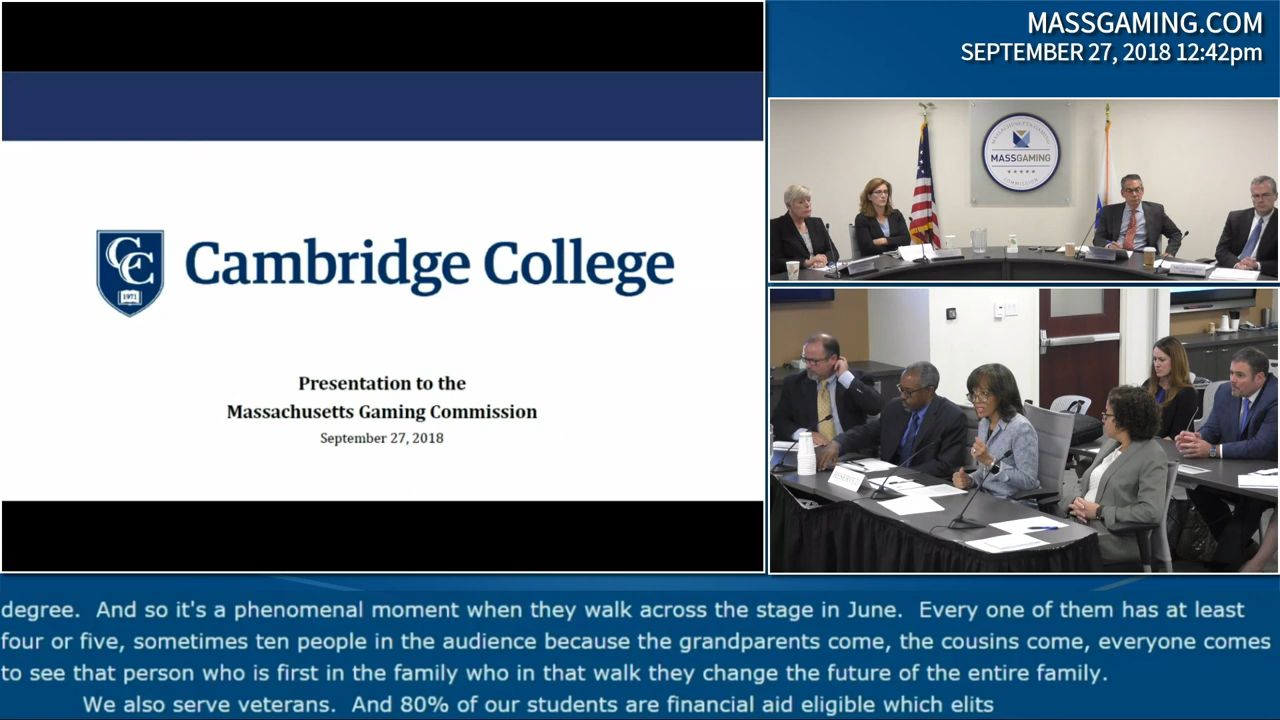 MASSGAMING.COM
SEPTEMBER 27, 2018 12:42pm
CC
1971
Cambridge College
Presentation to the
Massachusetts Gaming Commission
September 27, 2018
MASSACHUSETTS GAMING
MASSGAMING
COMMISSION
RESERVED
degree. And so it's a phenomenal moment when they walk across the stage in June. Every one of them has at least
four or five, sometimes ten people in the audience because the grandparents come, the cousins come, everyone comes
to see that person who is first in the family who in that walk they change the future of the entire family.
We also serve veterans. And 80% of our students are financial aid eligible which elits